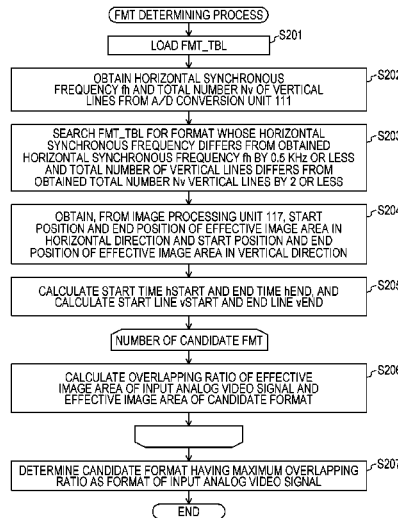 FMT DETERMINING PROCESS
LOAD FMT_TBL
S201
OBTAIN HORIZONTAL SYNCHRONOUS
FREQUENCY fh AND TOTAL NUMBER Nv OF VERTICAL
LINES FROM A/D CONVERSION UNIT 111
S202
SEARCH FMT_TBL FOR FORMAT WHOSE HORIZONTAL
SYNCHRONOUS FREQUENCY DIFFERS FROM OBTAINED
HORIZONTAL SYNCHRONOUS FREQUENCY fh BY 0.5 KHz OR LESS
AND TOTAL NUMBER OF VERTICAL LINES DIFFERS FROM
OBTAINED TOTAL NUMBER Nv VERTICAL LINES BY 2 OR LESS
S203
OBTAIN, FROM IMAGE PROCESSING UNIT 117, START
POSITION AND END POSITION OF EFFECTIVE IMAGE AREA IN
HORIZONTAL DIRECTION AND START POSITION AND END
POSITION OF EFFECTIVE IMAGE AREA IN VERTICAL DIRECTION
S204
CALCULATE START TIME hSTART AND END TIME hEND, AND
CALCULATE START LINE vSTART AND END LINE vEND
S205
NUMBER OF CANDIDATE FMT
CALCULATE OVERLAPPING RATIO OF EFFECTIVE
IMAGE AREA OF INPUT ANALOG VIDEO SIGNAL AND
EFFECTIVE IMAGE AREA OF CANDIDATE FORMAT
S206
DETERMINE CANDIDATE FORMAT HAVING MAXIMUM OVERLAPPING
RATIO AS FORMAT OF INPUT ANALOG VIDEO SIGNAL
S207
END